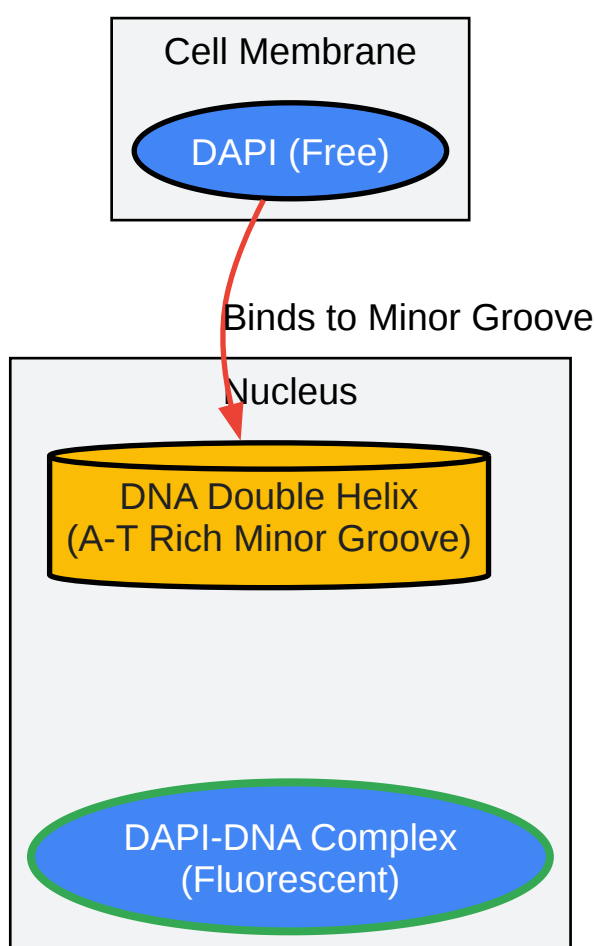 Cell Membrane
DAPI (Free)
Binds to Minor Groove
Nucleus
DNA Double Helix
(A-T Rich Minor Groove)
DAPI-DNA Complex
(Fluorescent)